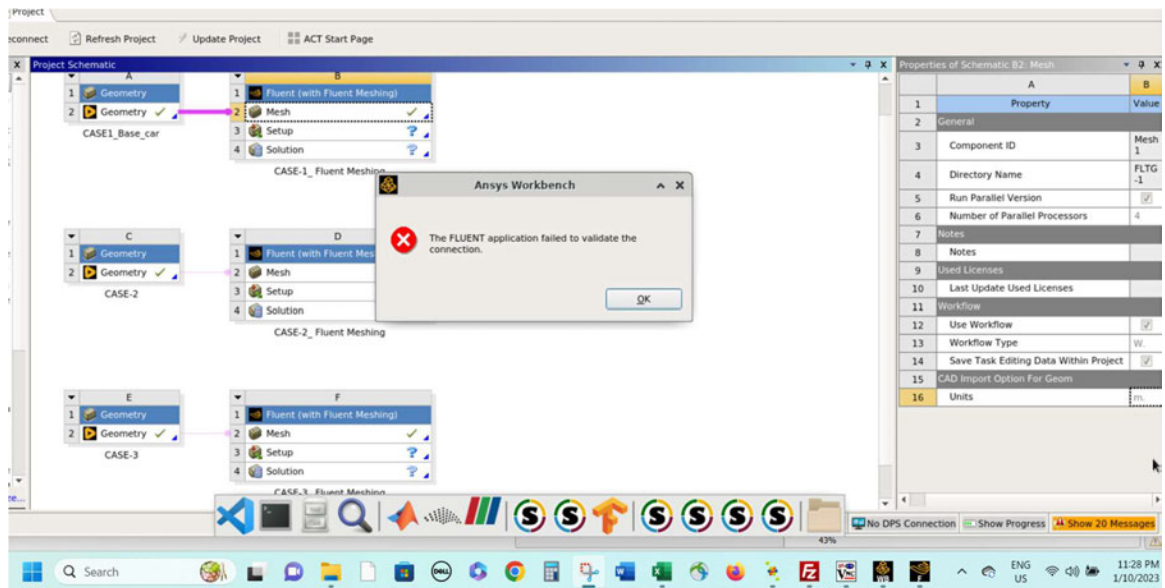 Project
econnect Refresh Project Update Project ACT Start Page
Project Schematic
A
1 Geometry
2 Geometry
CASE1_Base_car
B
1 Fluent (with Fluent Meshing)
2 Mesh
3 Setup
4 Solution
CASE-1_ Fluent Meshing
C
1 Geometry
2 Geometry
CASE-2
D
1 Fluent (with Fluent Mes
2 Mesh
3 Setup
4 Solution
CASE-2_ Fluent Meshing
E
1 Geometry
2 Geometry
CASE-3
F
1 Fluent (with Fluent Meshing)
2 Mesh
3 Setup
4 Solution
CASE-3_ Fluent Meshing
Ansys Workbench
The FLUENT application failed to validate the
connection.
OK
Properties of Schematic B2: Mesh
A B
1 Property Value
2 General
3 Component ID Mesh 1
4 Directory Name FLTG -1
5 Run Parallel Version
6 Number of Parallel Processors 4
7 Notes
8 Notes
9 Used Licenses
10 Last Update Used Licenses
11 Workflow
12 Use Workflow
13 Workflow Type W.
14 Save Task Editing Data Within Project
15 CAD Import Option For Geom
16 Units m.
No DPS Connection Show Progress Show 20 Messages
43%
Search
ENG
US
11:28 PM
1/10/2023